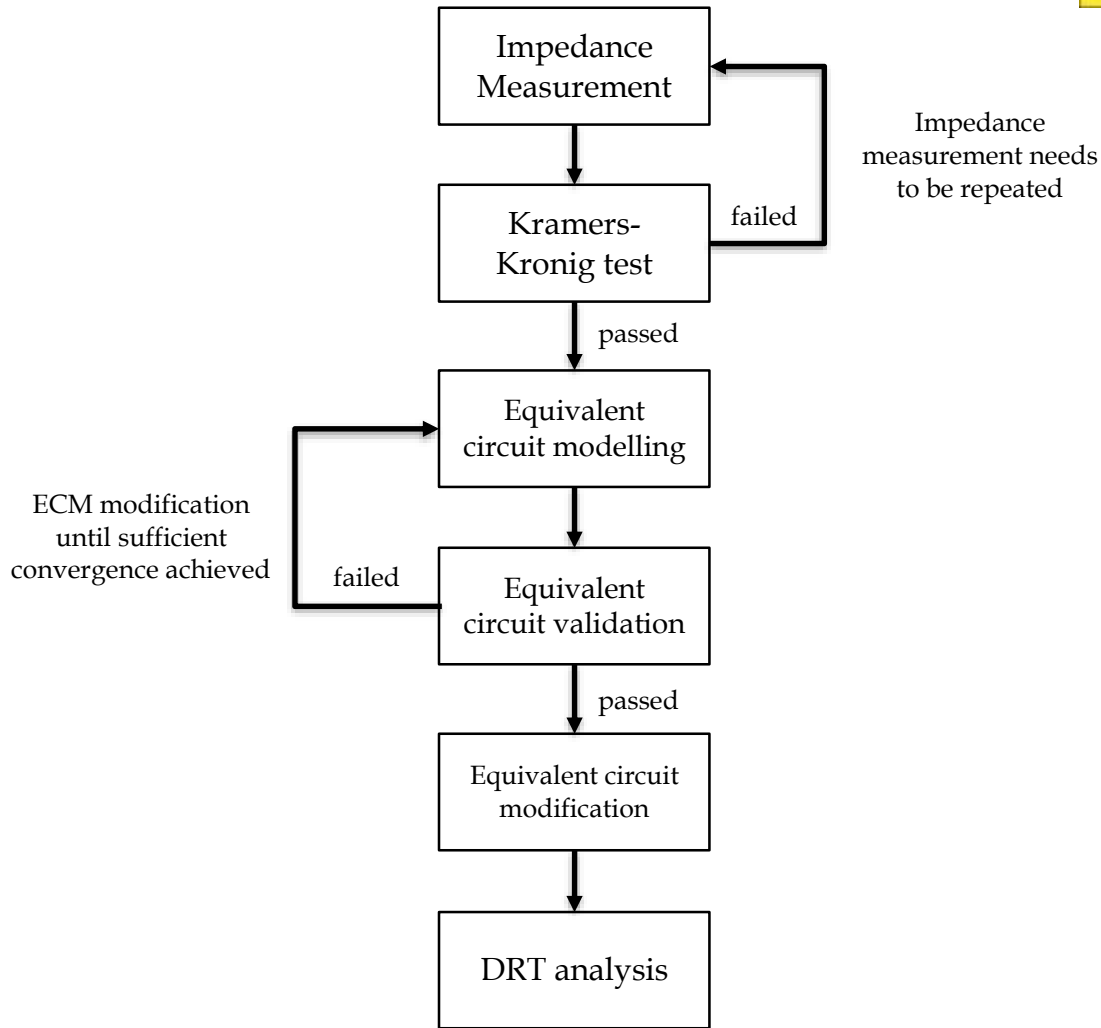 Impedance
Measurement
Impedance
measurement needs
to be repeated
Kramers-
Kronig test
failed
passed
Equivalent
circuit modelling
ECM modification
until sufficient
convergence achieved
failed
Equivalent
circuit validation
passed
Equivalent circuit
modification
DRT analysis